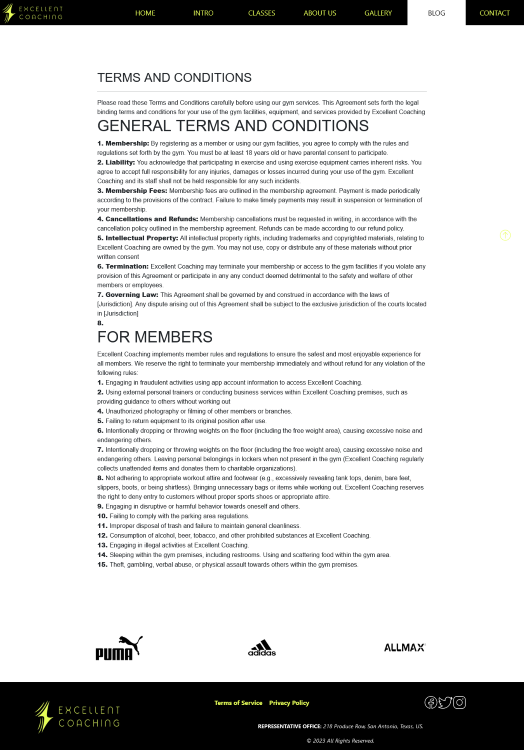 EXCELLENT
COACHING
HOME INTRO CLASSES ABOUT US GALLERY BLOG CONTACT
TERMS AND CONDITIONS
Please read these Terms and Conditions carefully before using our gym services. This Agreement sets forth the legal
binding terms and conditions for your use of the gym facilities, equipment, and services provided by Excellent Coaching
GENERAL TERMS AND CONDITIONS
1. Membership: By registering as a member or using our gym facilities, you agree to comply with the rules and
regulations set forth by the gym. You must be at least 18 years old or have parental consent to participate.
2. Liability: You acknowledge that participating in exercise and using exercise equipment carries inherent risks. You
agree to accept full responsibility for any injuries, damages or losses incurred during your use of the gym. Excellent
Coaching and its staff shall not be held responsible for any such incidents
3. Membership Fees: Membership fees are outlined in the membership agreement. Payment is made periodically
according to the provisions of the contract. Failure to make timely payments may result in suspension or termination of
your membership.
4. Cancellations and Refunds: Membership cancellations must be requested in writing, in accordance with the
cancellation policy outlined in the membership agreement. Refunds can be made according to our refund policy.
5. Intellectual Property: All intellectual property rights, including trademarks and copyrighted materials, relating to
Excellent Coaching are owned by the gym. You may not use, copy or distribute any of these materials without prior
written consent
6. Termination: Excellent Coaching may terminate your membership or access to the gym facilities if you violate any
provision of this Agreement or participate in any any conduct deemed detrimental to the safety and welfare of other
members or employees.
7. Governing Law: This Agreement shall be governed by and construed in accordance with the laws of
[Jurisdiction]. Any dispute arising out of this Agreement shall be subject to the exclusive jurisdiction of the courts located
in [Jurisdiction]
8.
FOR MEMBERS
Excellent Coaching implements member rules and regulations to ensure the safest and most enjoyable experience for
all members. We reserve the right to terminate your membership immediately and without refund for any violation of the
following rules:
1. Engaging in fraudulent activities using app account information to access Excellent Coaching.
2. Using external personal trainers or conducting business services within Excellent Coaching premises, such as
providing guidance to others without working out
4. Unauthorized photography or filming of other members or branches.
5. Failing to return equipment to its original position after use.
6. Intentionally dropping or throwing weights on the floor (including the free weight area), causing excessive noise and
endangering others.
7. Intentionally dropping or throwing weights on the floor (including the free weight area), causing excessive noise and
endangering others. Leaving personal belongings in lockers when not present in the gym (Excellent Coaching regularly
collects unattended items and donates them to charitable organizations).
8. Not adhering to appropriate workout attire and footwear (e.g., excessively revealing tank tops, denim, bare feet,
slippers, boots, or being shirtless). Bringing unnecessary bags or items while working out. Excellent Coaching reserves
the right to deny entry to customers without proper sports shoes or appropriate attire.
9. Engaging in disruptive or harmful behavior towards oneself and others.
10. Failing to comply with the parking area regulations.
11. Improper disposal of trash and failure to maintain general cleanliness.
12. Consumption of alcohol, beer, tobacco, and other prohibited substances at Excellent Coaching.
13. Engaging in illegal activities at Excellent Coaching.
14. Sleeping within the gym premises, including restrooms. Using and scattering food within the gym area.
15. Theft, gambling, verbal abuse, or physical assault towards others within the gym premises.
PUMA adidas ALLMAX
EXCELLENT
COACHING
Terms of Service Privacy Policy
REPRESENTATIVE OFFICE: 218 Produce Row, San Antonio, Texas, US.
© 2023 All Rights Reserved.